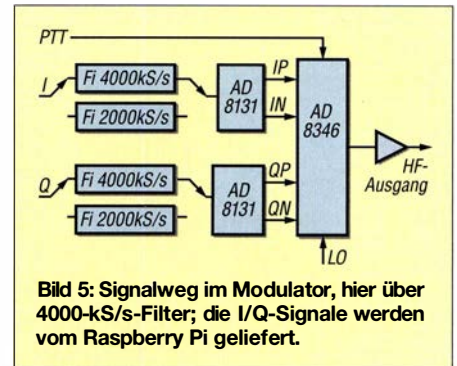 PTT
I
Fi 4000kS/s
Fi 2000kS/s
AD
8131
IP
IN
AD
8346
Q
Fi 4000kS/s
Fi 2000kS/s
AD
8131
QP
QN
LO
HF-
Ausgang
Bild 5: Signalweg im Modulator, hier über
4000-kS/s-Filter; die I/Q-Signale werden
vom Raspberry Pi geliefert.